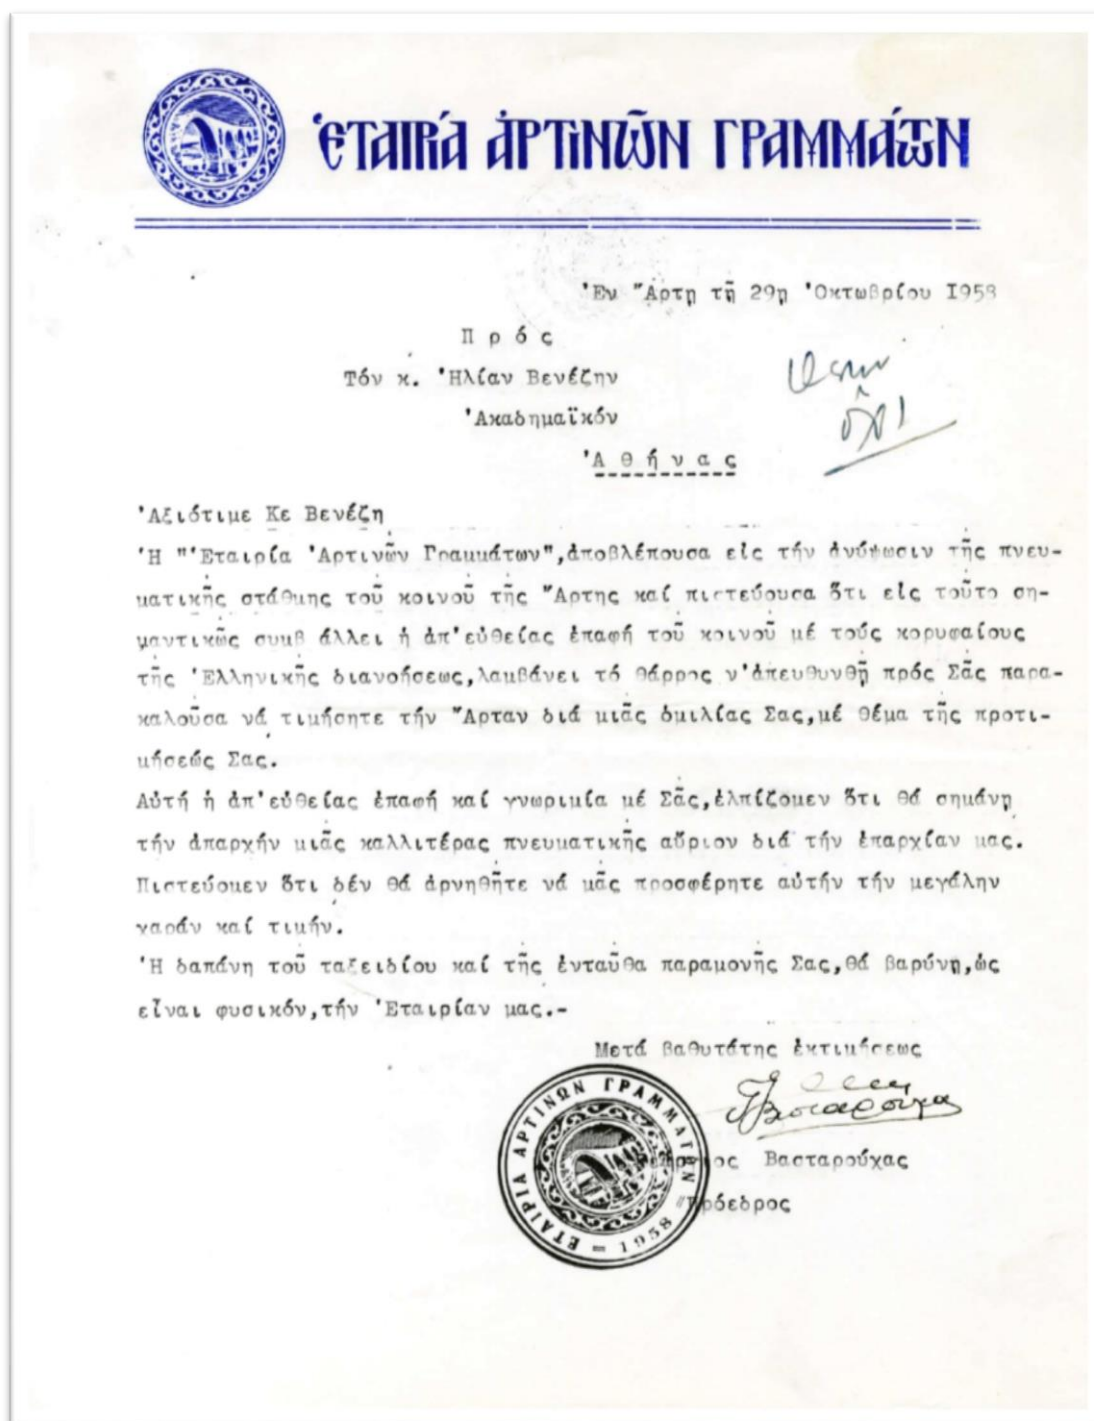 Ἑταιρία Ἀρτινῶν Γραμμάτων
Ἐν Ἄρτῃ τῇ 29ῃ Ὀκτωβρίου 1958
Πρός
Τόν κ. Ἠλίαν Βενέζην
Ἀκαδημαϊκόν
Ἀθήνας
ὄχι
Ἀξιότιμε Κε Βενέζη
Ἡ "Ἑταιρία Ἀρτινῶν Γραμμάτων",ἀποβλέπουσα εἰς τήν ἀνύψωσιν τῆς πνευ-
ματικῆς στάθμης τοῦ κοινοῦ τῆς Ἄρτης καί πιστεύουσα ὅτι εἰς τοῦτο ση-
μαντικῶς συμβ άλλει ἡ ἀπ'εὐθείας ἐπαφή τοῦ κοινοῦ μέ τούς κορυφαίους
τῆς Ἑλληνικῆς διανοήσεως,λαμβάνει τό θάρρος ν'ἀπευθυνθῇ πρός Σᾶς παρα-
καλοῦσα νά τιμήσητε τήν Ἄρταν διά μιᾶς ὁμιλίας Σας,μέ θέμα τῆς προτι-
μήσεώς Σας.
Αὐτή ἡ ἀπ'εὐθείας ἐπαφή καί γνωριμία μέ Σᾶς,ἐλπίζομεν ὅτι θά σημάνῃ
τήν ἀπαρχήν μιᾶς καλλιτέρας πνευματικῆς αὔριον διά τήν ἐπαρχίαν μας.
Πιστεύομεν ὅτι δέν θά ἀρνηθῆτε νά μᾶς προσφέρητε αὐτήν τήν μεγάλην
χαράν καί τιμήν.
Ἡ δαπάνη τοῦ ταξειδίου καί τῆς ἐνταῦθα παραμονῆς Σας,θά βαρύνῃ,ὡς
εἶναι φυσικόν,τήν Ἑταιρίαν μας.-
Μετά βαθυτάτης ἐκτιμήσεως
Βασταρούχας
Πρόεδρος
ΕΤΑΙΡΙΑ ΑΡΤΙΝΩΝ ΓΡΑΜΜΑΤΩΝ = 1958